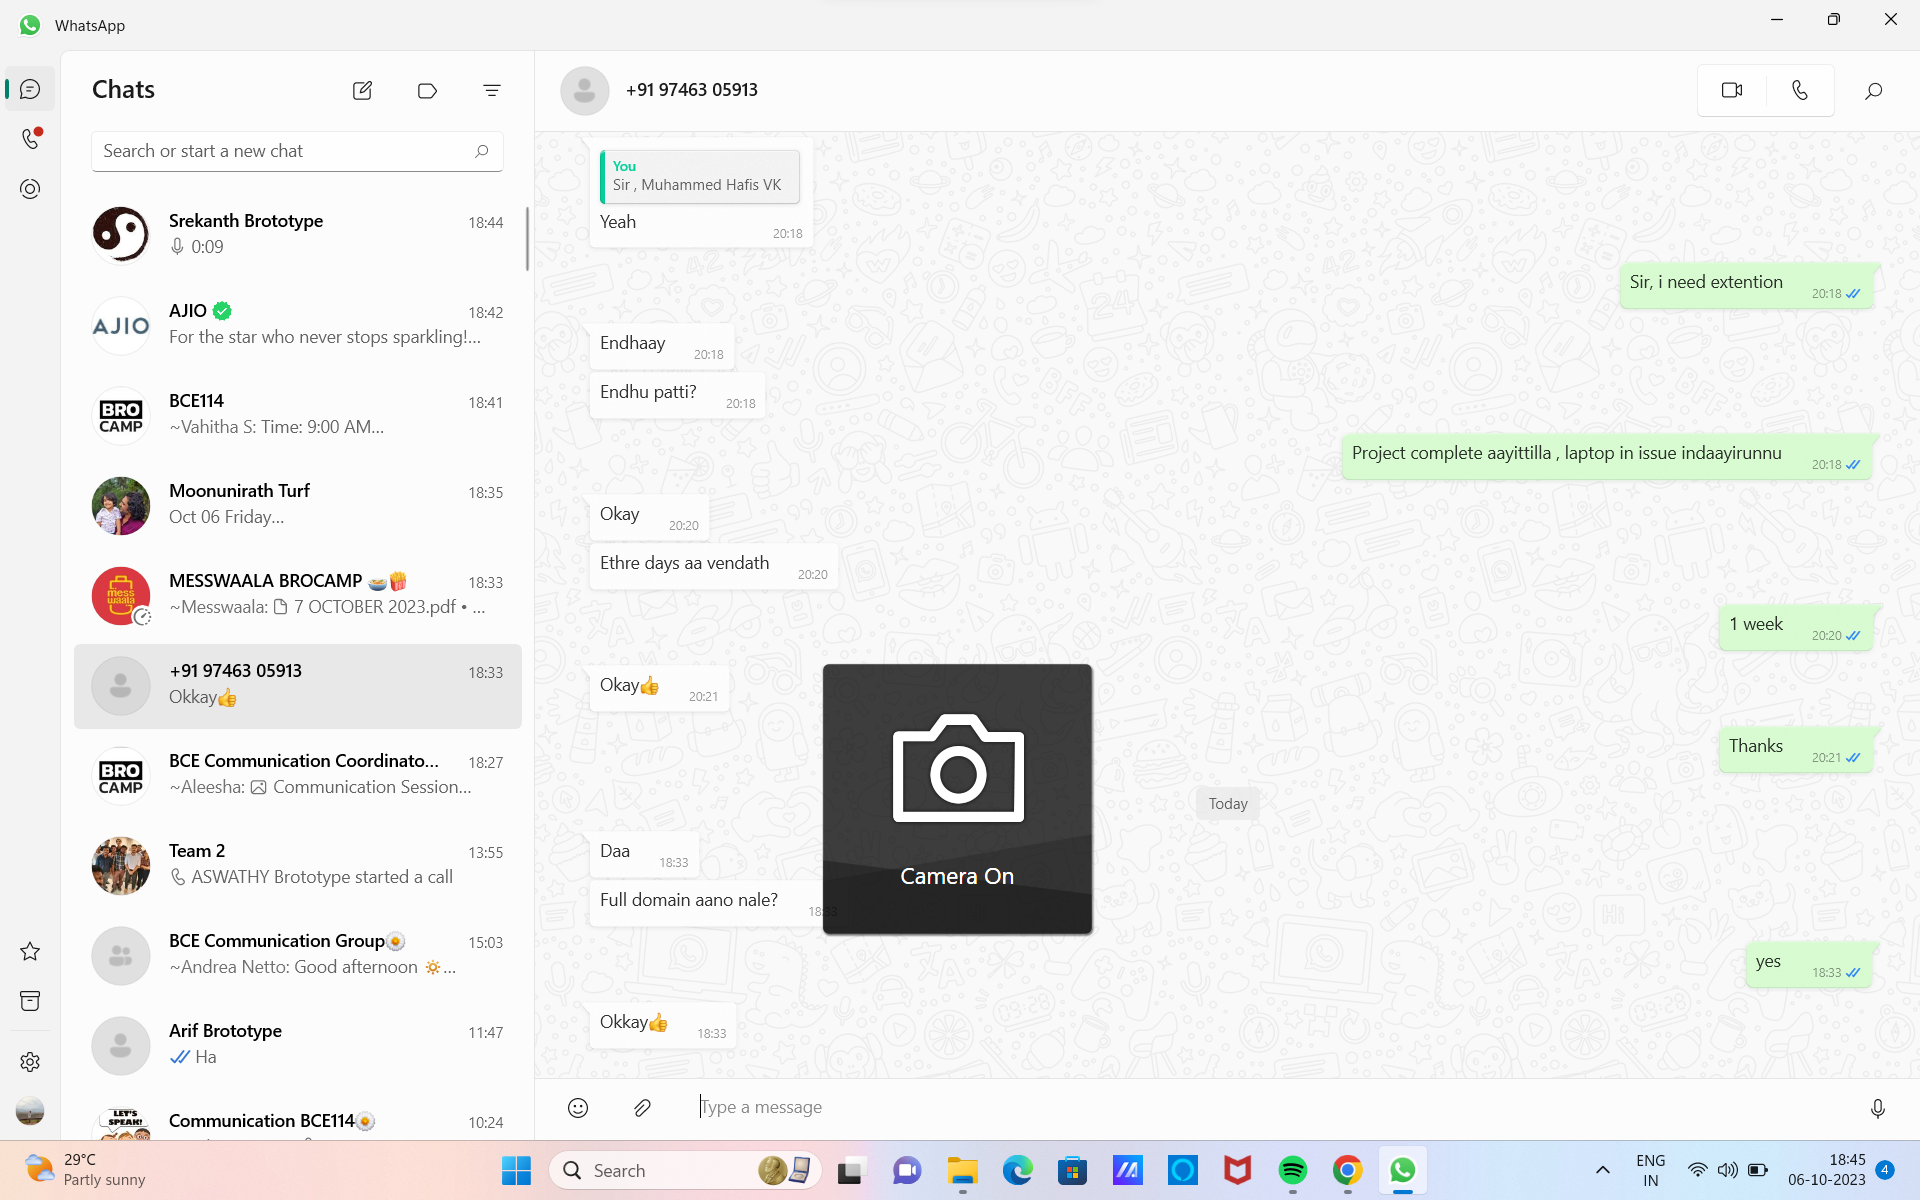 WhatsApp
Chats
Search or start a new chat
Srekanth Brototype 18:44
0:09
AJIO
AJIO 18:42
For the star who never stops sparkling!...
BRO
CAMP
BCE114 18:41
~Vahitha S: Time: 9:00 AM...
Moonunirath Turf 18:35
Oct 06 Friday...
mess
waala
MESSWAALA BROCAMP 🍜🍟 18:33
~Messwaala: 7 OCTOBER 2023.pdf • ...
+91 97463 05913 18:33
Okkay👍
BRO
CAMP
BCE Communication Coordinato... 18:27
~Aleesha: Communication Session...
Team 2 13:55
ASWATHY Brototype started a call
BCE Communication Group🌼 15:03
~Andrea Netto: Good afternoon 🔆...
Arif Brototype 11:47
Ha
LET'S
SPEAK!
Communication BCE114🌼 10:24
+91 97463 05913
You
Sir , Muhammed Hafis VK
Yeah 20:18
Sir, i need extention 20:18
Endhaay 20:18
Endhu patti? 20:18
Project complete aayittilla , laptop in issue indaayirunnu 20:18
Okay 20:20
Ethre days aa vendath 20:20
1 week 20:20
Okay👍 20:21
Thanks 20:21
Today
Daa 18:33
Full domain aano nale? 18:33
Camera On
yes 18:33
Okkay👍 18:33
Type a message
29°C
Partly sunny
Search
ENG
IN
18:45
06-10-2023
4